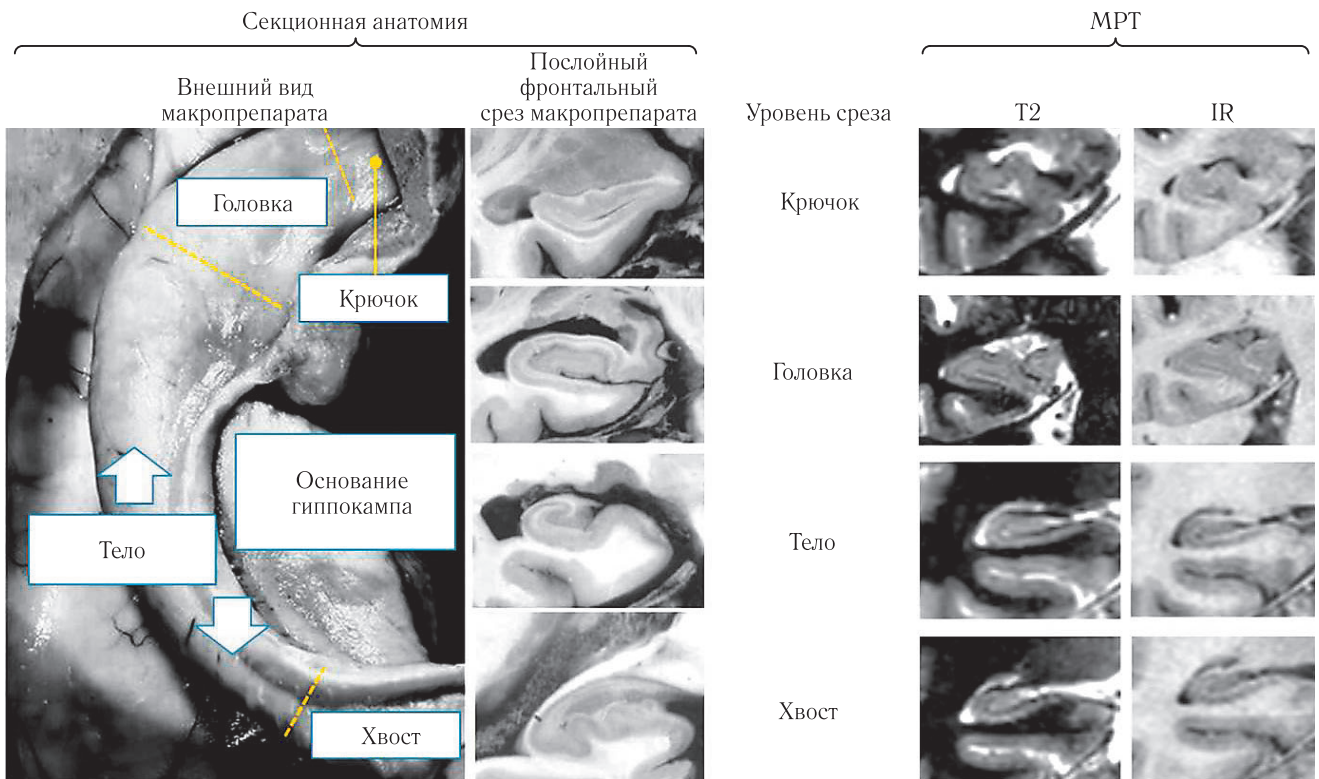 Секционная анатомия
МРТ
Внешний вид
макропрепарата
Послойный
фронтальный
срез макропрепарата
Уровень среза
T2
IR
Головка
Крючок
Основание
гиппокампа
Тело
Хвост
Крючок
Головка
Тело
Хвост